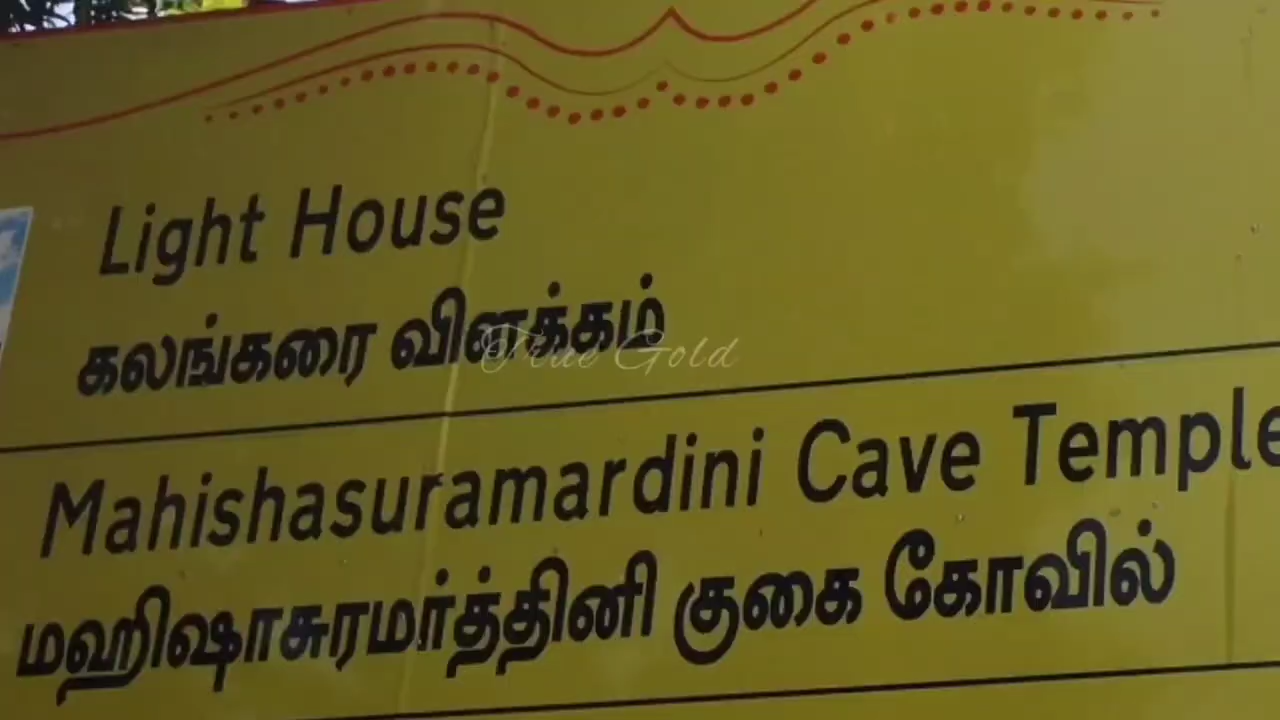 Light House
கலங்கரை விளக்கம்
True Gold
Mahishasuramardini Cave Temple
மஹிஷாசுரமர்த்தினி குகை கோவில்